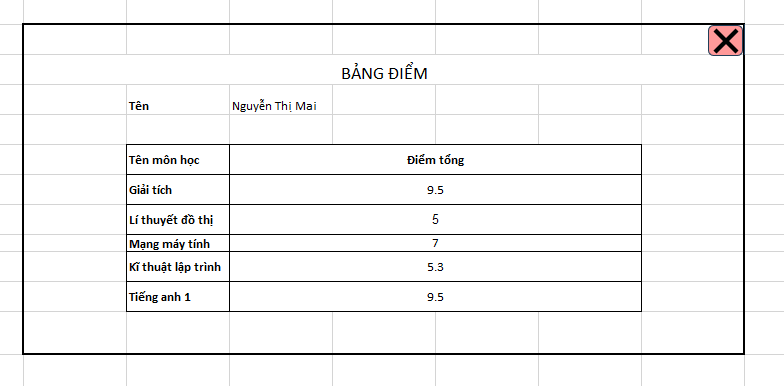 BẢNG ĐIỂM
Tên Nguyễn Thị Mai
Tên môn học Điểm tổng
Giải tích 9.5
Lí thuyết đồ thị 5
Mạng máy tính 7
Kĩ thuật lập trình 5.3
Tiếng anh 1 9.5